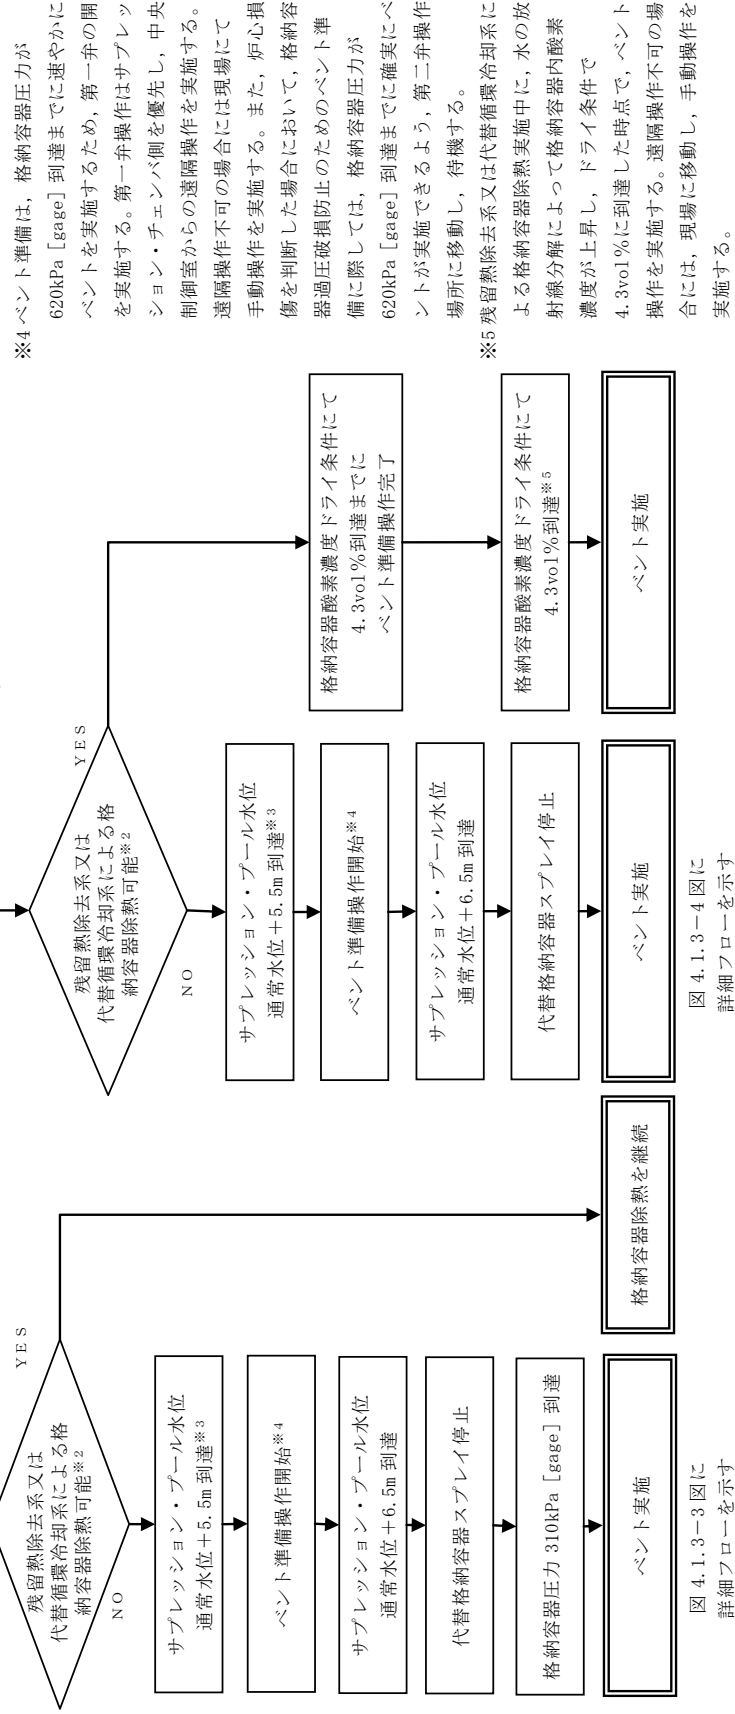 残留熱除去系又は
代替循環冷却系による格
納容器除熱可能※2
YES
NO
サプレッション・プール水位
通常水位+5.5m到達※3
ベント準備操作開始※4
サプレッション・プール水位
通常水位+6.5m到達
代替格納容器スプレイ停止
格納容器圧力 310kPa［gage］到達
ベント実施
図 4.1.3-3 図に
詳細フローを示す
格納容器除熱を継続
残留熱除去系又は
代替循環冷却系による格
納容器除熱可能※2
YES
NO
サプレッション・プール水位
通常水位+5.5m到達※3
ベント準備操作開始※4
サプレッション・プール水位
通常水位+6.5m到達
代替格納容器スプレイ停止
ベント実施
図 4.1.3-4 図に
詳細フローを示す
格納容器酸素濃度ドライ条件にて
4.3vol%到達までに
ベント準備操作完了
格納容器酸素濃度ドライ条件にて
4.3vol%到達※5
ベント実施
※4 ベント準備は，格納容器圧力が
620kPa［gage］到達までに速やかに
ベントを実施するため，第一弁の開
を実施する。第一弁操作はサプレッ
ション・チェンバ側を優先し，中央
制御室からの遠隔操作を実施する。
遠隔操作不可の場合には現場にて
手動操作を実施する。また，炉心損
傷を判断した場合において，格納容
器過圧破損防止のためのベント準
備に際しては，格納容器圧力が
620kPa［gage］到達までに確実にベ
ントが実施できるよう，第二弁操作
場所に移動し，待機する。
※5 残留熱除去系又は代替循環冷却系に
よる格納容器除熱実施中に，水の放
射線分解によって格納容器内酸素
濃度が上昇し，ドライ条件で
4.3vol%に到達した時点で，ベント
操作を実施する。遠隔操作不可の場
合には，現場に移動し，手動操作を
実施する。